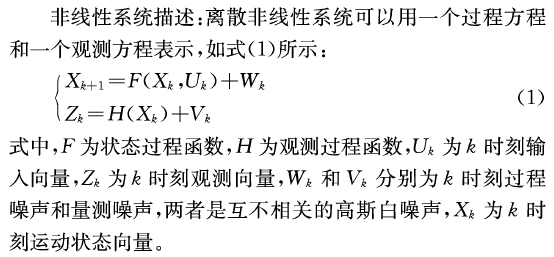 非线性系统描述:离散非线性系统可以用一个过程方程
和一个观测方程表示,如式(1)所示:
X_{k+1}=F(X_k,U_k)+W_k
Z_k=H(X_k)+V_k
(1)
式中,F 为状态过程函数,H 为观测过程函数,U_k 为 k 时刻输
入向量,Z_k 为 k 时刻观测向量,W_k 和 V_k 分别为 k 时刻过程
噪声和量测噪声,两者是互不相关的高斯白噪声,X_k 为 k 时
刻运动状态向量。